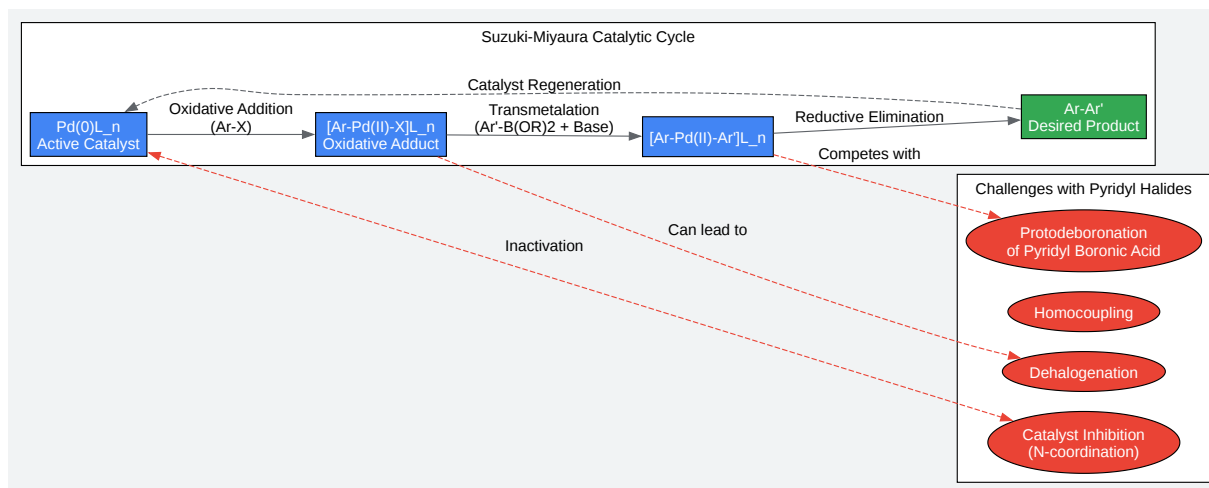 Suzuki-Miyaura Catalytic Cycle
Catalyst Regeneration
Pd(0)L_n
Active Catalyst
Oxidative Addition
(Ar-X)
[Ar-Pd(II)-X]L_n
Oxidative Adduct
Transmetalation
(Ar'-B(OR)2 + Base)
[Ar-Pd(II)-Ar']L_n
Reductive Elimination
Ar-Ar'
Desired Product
Competes with
Can lead to
Inactivation
Challenges with Pyridyl Halides
Protodeboronation
of Pyridyl Boronic Acid
Homocoupling
Dehalogenation
Catalyst Inhibition
(N-coordination)